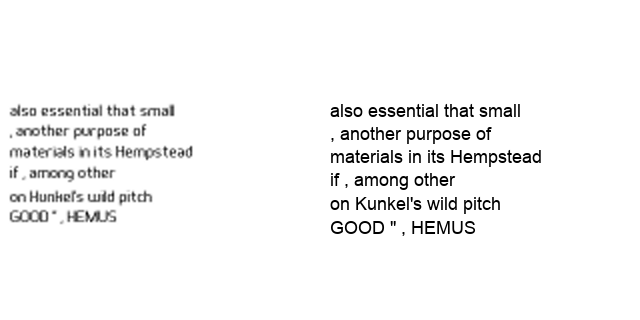 also essential that small
, another purpose of
materials in its Hempstead
if , among other
on Kunkel's wild pitch
GOOD " , HEMUS
also essential that small
, another purpose of
materials in its Hempstead
if , among other
on Kunkel's wild pitch
GOOD " , HEMUS